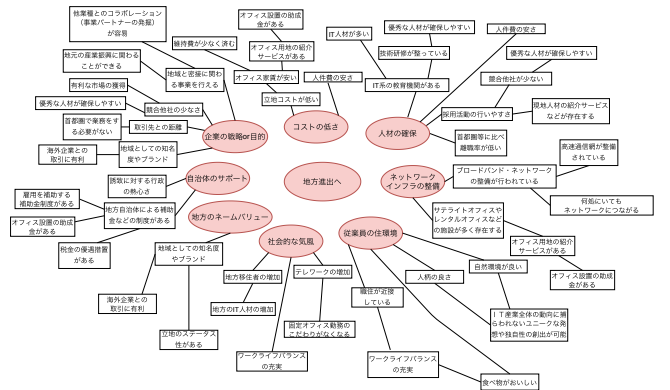 他業種とのコラボレーション
（事業パートナーの発掘）
が容易
地元の産業振興に関わる
ことができる
有利な市場の獲得
優秀な人材が確保しやすい
首都圏で業務をす
る必要がない
海外企業との
取引に有利
維持費が少なく済む
地域と密接に関わ
る事業を行える
競合他社の少なさ
取引先との距離
地域としての知名
度やブランド
企業の戦略or目的
オフィス設置の助成
金がある
オフィス用地の紹介
サービスがある
オフィス家賃が安い
人件費の安さ
立地コストが低い
コストの低さ
IT人材が多い
優秀な人材が確保しやすい
技術研修が整っている
IT系の教育機関がある
人件費の安さ
優秀な人材が確保しやすい
競合他社が少ない
採用活動の行いやすさ
現地人材の紹介サービス
などが存在する
首都圏等に比べ
離職率が低い
人材の確保
高速通信網が整備
されている
ブロードバンド・ネットワーク
の整備が行われている
何処にいても
ネットワークにつながる
ネットワーク
インフラの整備
サテライトオフィスや
レンタルオフィスなど
の施設が多く存在する
オフィス用地の紹介
サービスがある
オフィス設置の助成
金がある
地方進出へ
自治体のサポート
誘致に対する行政
の熱心さ
雇用を補助する
補助金制度がある
オフィス設置の助成
金がある
地方自治体による補助
金などの制度がある
税金の優遇措置
がある
地方のネームバリュー
地域としての知名度
やブランド
海外企業との
取引に有利
立地のステータス
性がある
社会的な気風
地方移住者の増加
地方のIT人材の増加
テレワークの増加
固定オフィス勤務の
こだわりがなくなる
ワークライフバランス
の充実
従業員の住環境
職住が近接
している
ワークライフバランス
の充実
人柄の良さ
自然環境が良い
ＩＴ産業全体の動向に捕
らわれないユニークな発
想や独自性の創出が可能
食べ物がおいしい